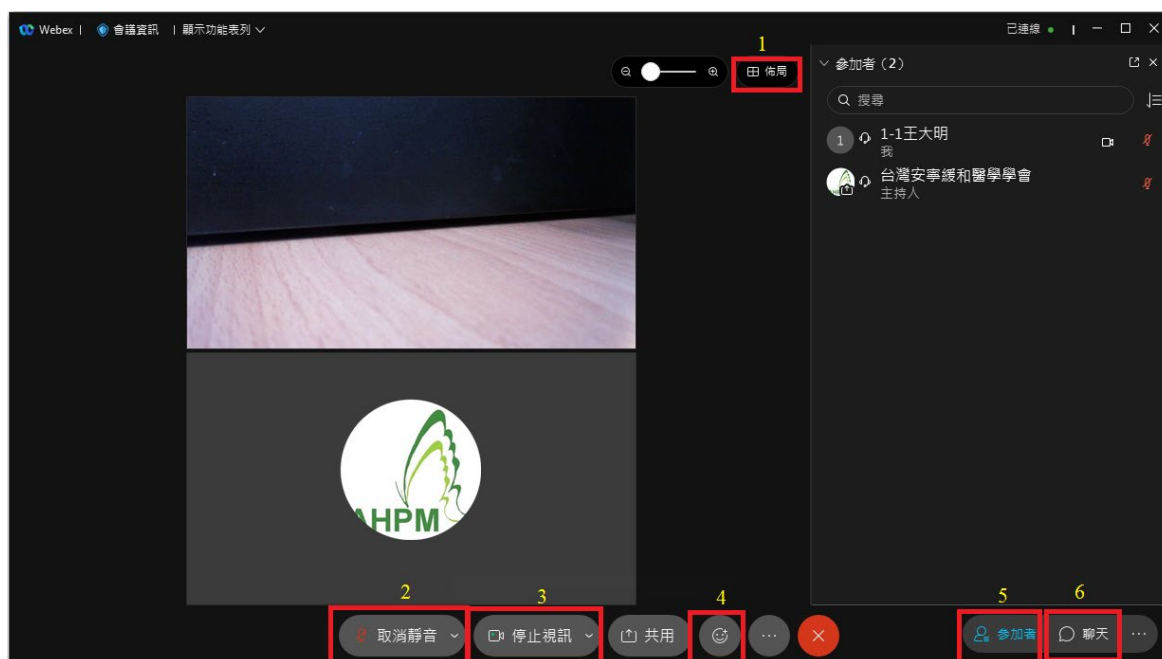 Webex | 會議資訊 | 顯示功能表列
已連線
1
佈局
參加者 (2)
搜尋
1 1-1王大明
我
台灣安寧緩和醫學學會
主持人
AHPM
2
3
4
5
6
取消靜音
停止視訊
共用
參加者
聊天